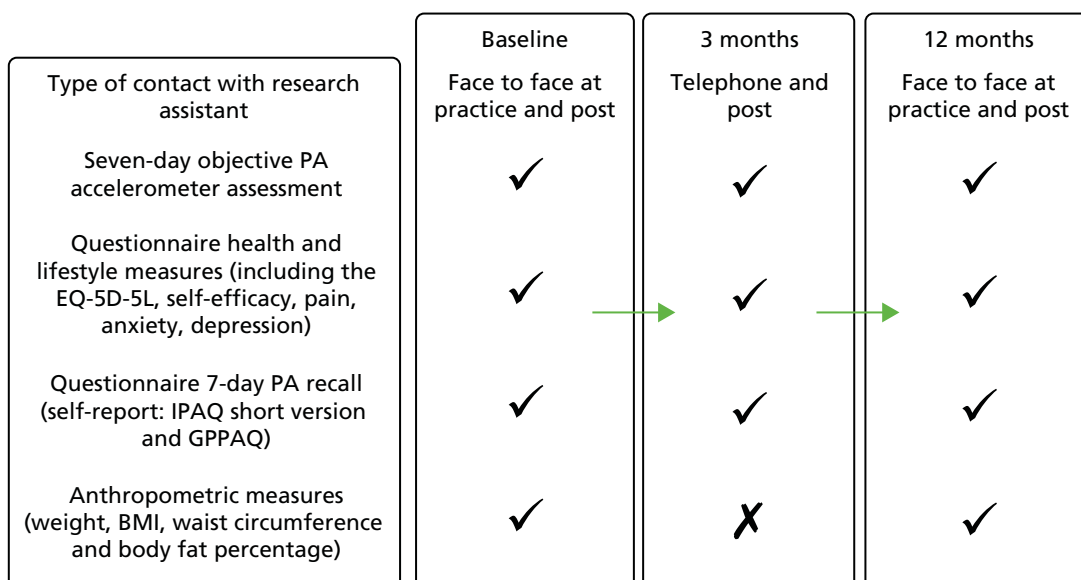 Baseline
Face to face at
practice and post
3 months
Telephone and
post
12 months
Face to face at
practice and post
Type of contact with research
assistant
Seven-day objective PA
accelerometer assessment
Questionnaire health and
lifestyle measures (including the
EQ-5D-5L, self-efficacy, pain,
anxiety, depression)
Questionnaire 7-day PA recall
(self-report: IPAQ short version
and GPPAQ)
Anthropometric measures
(weight, BMI, waist circumference
and body fat percentage)